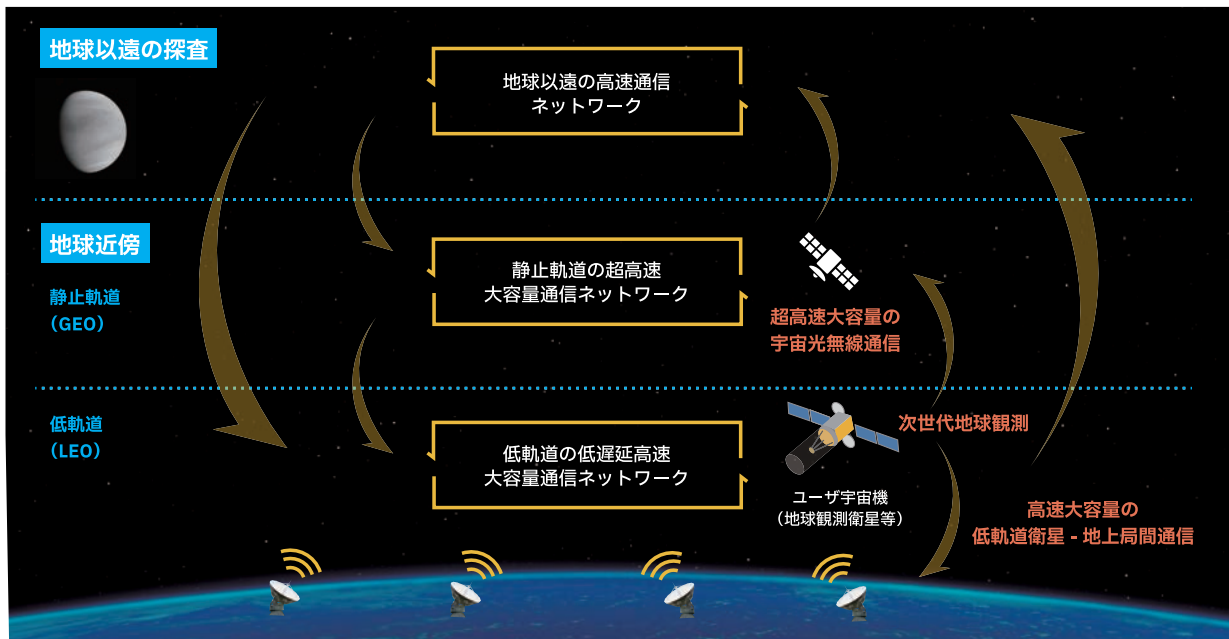 地球以遠の探査
地球以遠の高速通信
ネットワーク
地球近傍
静止軌道
（GEO）
静止軌道の超高速
大容量通信ネットワーク
超高速大容量の
宇宙光無線通信
低軌道
（LEO）
低軌道の低遅延高速
大容量通信ネットワーク
次世代地球観測
ユーザ宇宙機
（地球観測衛星等）
高速大容量の
低軌道衛星 - 地上局間通信